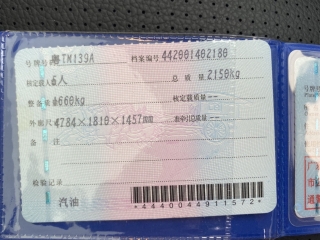 号牌号码 粤TM139A 档案编号 442001402180
核定载人 5人 总质量 2150kg
整备质量 1660kg 核定载质量 --
外廓尺寸 4784×1810×1457mm 准牵引总质量 --
备注
检验记录
汽油
*4440044911572*